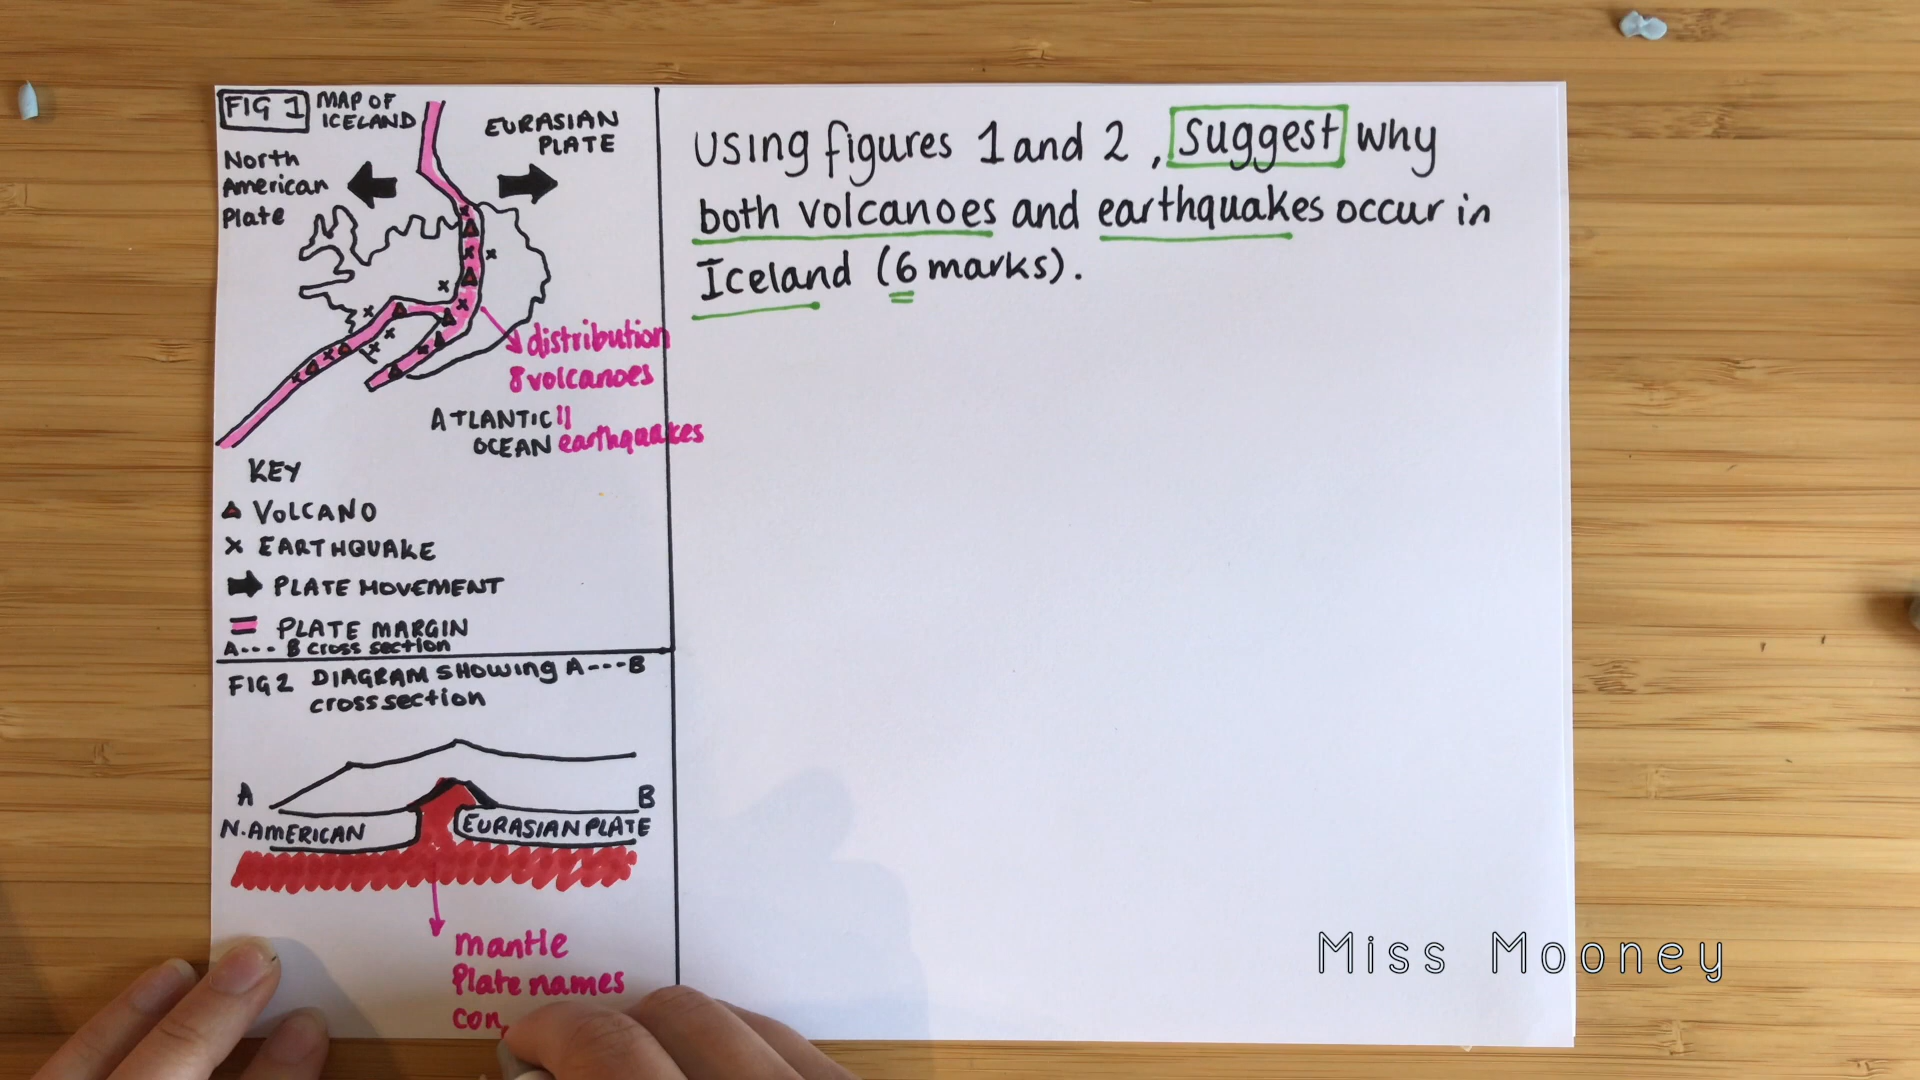 FIG 1 MAP OF
ICELAND
North
American
Plate
EURASIAN
PLATE
distribution
8 volcanoes
ATLANTIC 11
OCEAN earthquakes
KEY
VOLCANO
x EARTHQUAKE
PLATE MOVEMENT
PLATE MARGIN
A--- B cross section
FIG 2 DIAGRAM SHOWING A---B
cross section
A
B
N. AMERICAN
EURASIAN PLATE
mantle
Plate names
con
using figures 1 and 2, suggest why
both volcanoes and earthquakes occur in
Iceland (6 marks).
Miss Mooney